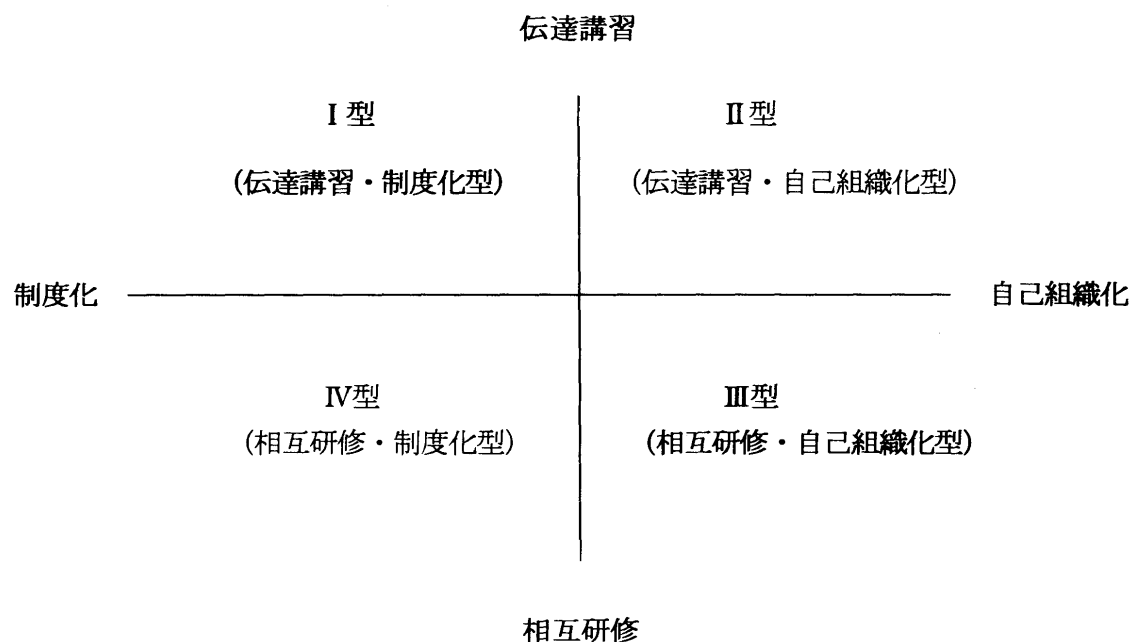 伝達講習
I 型
II 型
(伝達講習・制度化型)
(伝達講習・自己組織化型)
制度化
自己組織化
IV型
III型
(相互研修・制度化型)
(相互研修・自己組織化型)
相互研修